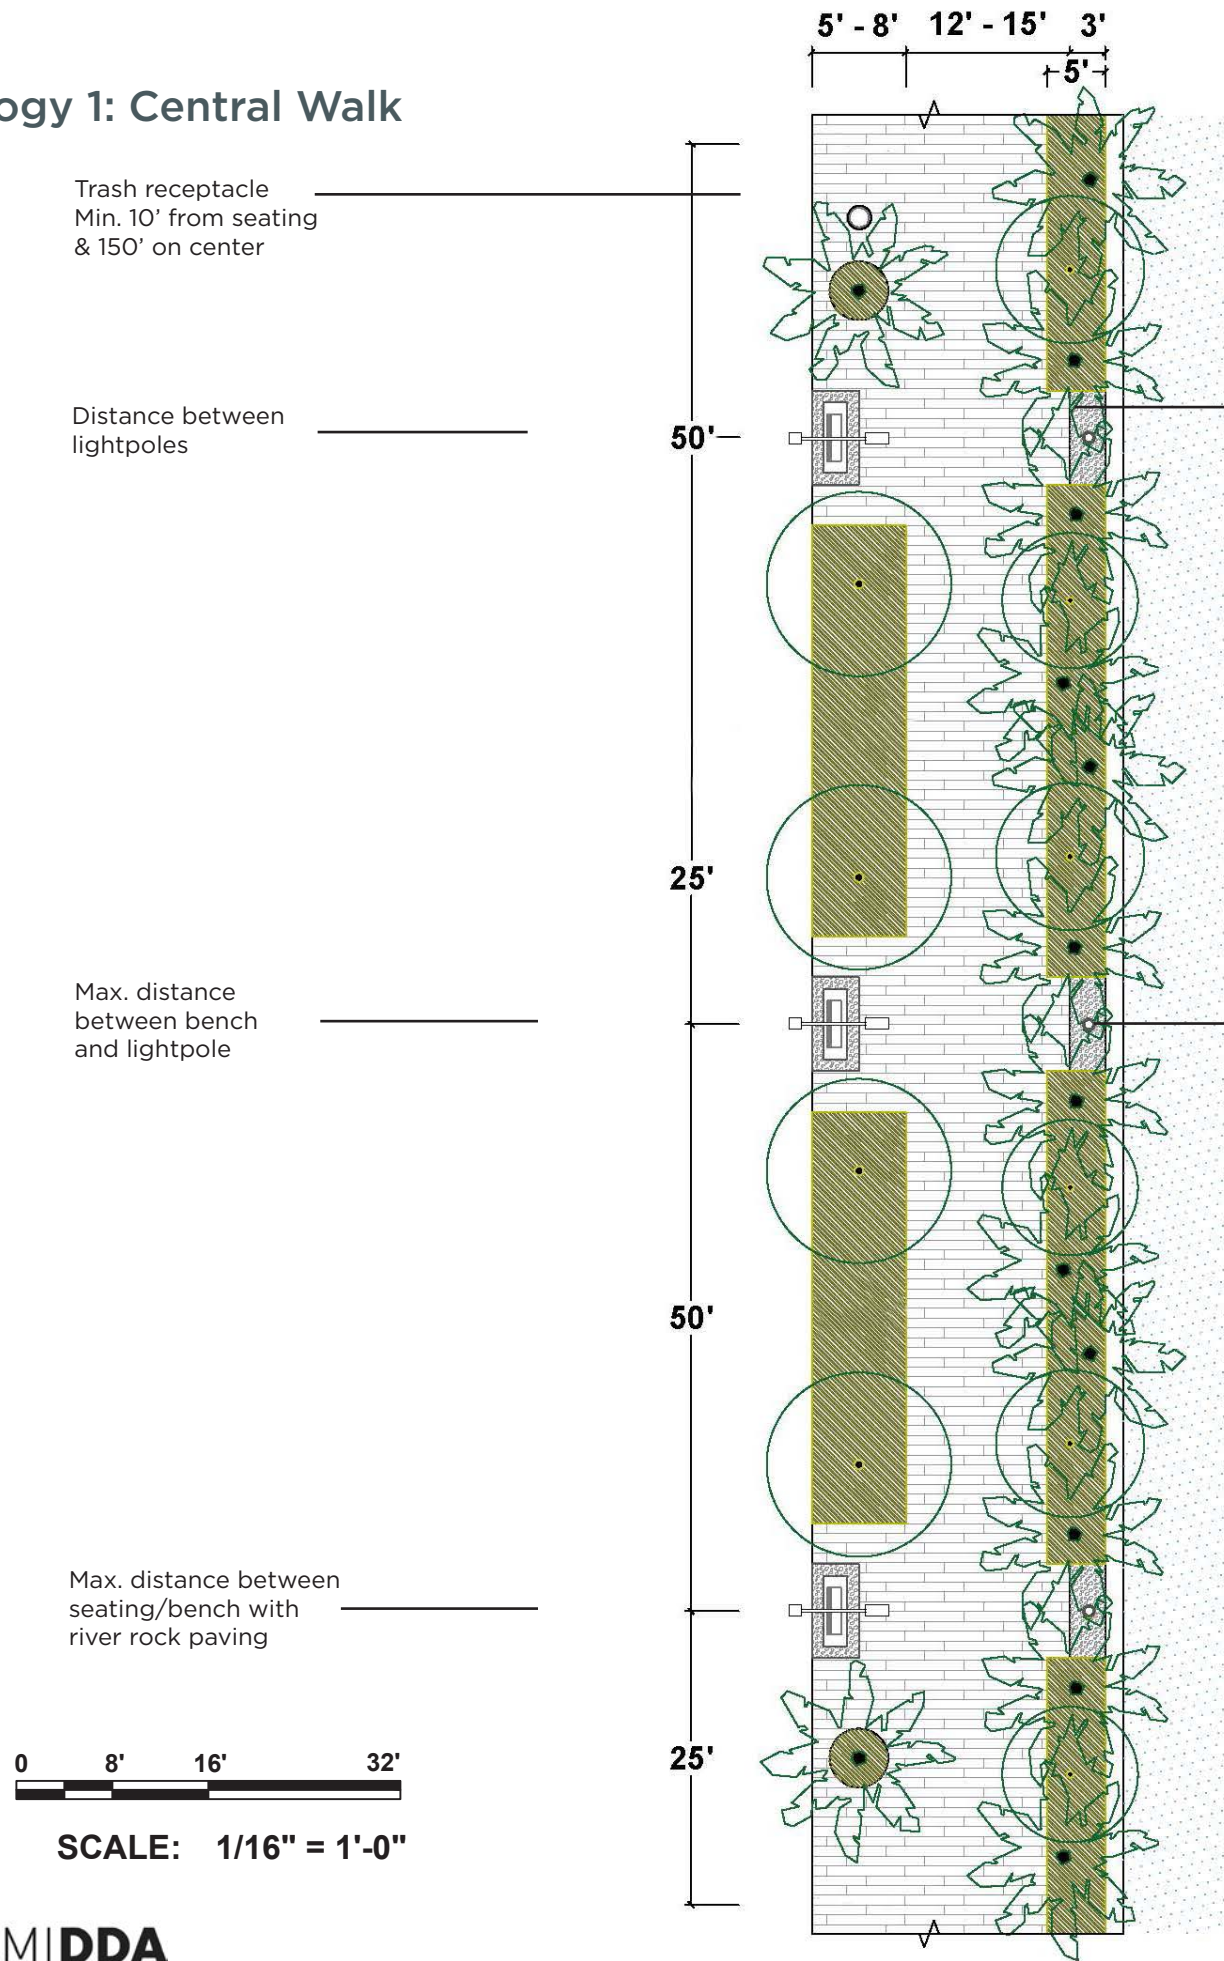 5' - 8' 12' - 15' 3'
5'
ogy 1: Central Walk
Trash receptacle
Min. 10’ from seating
& 150’ on center
Distance between
lightpoles
50'
25'
Max. distance
between bench
and lightpole
50'
Max. distance between
seating/bench with
river rock paving
25'
0 8' 16' 32'
SCALE: 1/16" = 1'-0"
MIDDA